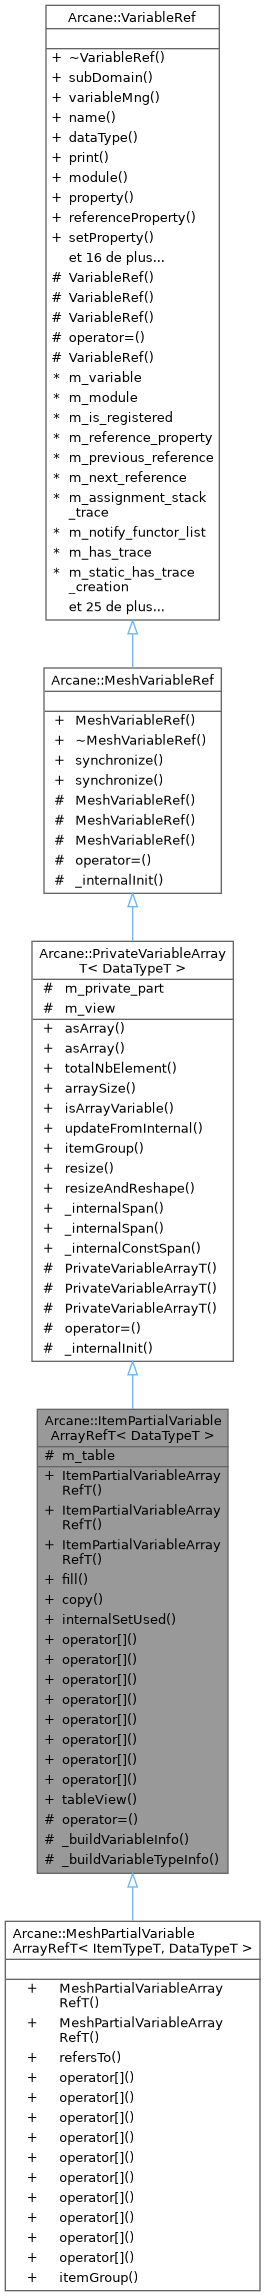 Arcane::VariableRef
+ ~VariableRef()
+ subDomain()
+ variableMng()
+ name()
+ dataType()
+ print()
+ module()
+ property()
+ referenceProperty()
+ setProperty()
et 16 de plus...
# VariableRef()
# VariableRef()
# VariableRef()
# operator=()
# VariableRef()
* m_variable
* m_module
* m_is_registered
* m_reference_property
* m_previous_reference
* m_next_reference
* m_assignment_stack
_trace
* m_notify_functor_list
* m_has_trace
* m_static_has_trace
_creation
et 25 de plus...
Arcane::MeshVariableRef
+ MeshVariableRef()
+ ~MeshVariableRef()
+ synchronize()
+ synchronize()
# MeshVariableRef()
# MeshVariableRef()
# MeshVariableRef()
# operator=()
# _internalInit()
Arcane::PrivateVariableArray
T< DataTypeT >
# m_private_part
# m_view
+ asArray()
+ asArray()
+ totalNbElement()
+ arraySize()
+ isArrayVariable()
+ updateFromInternal()
+ itemGroup()
+ resize()
+ resizeAndReshape()
+ _internalSpan()
+ _internalSpan()
+ _internalConstSpan()
# PrivateVariableArrayT()
# PrivateVariableArrayT()
# PrivateVariableArrayT()
# operator=()
# _internalInit()
Arcane::ItemPartialVariable
ArrayRefT< DataTypeT >
# m_table
+ ItemPartialVariableArray
RefT()
+ ItemPartialVariableArray
RefT()
+ ItemPartialVariableArray
RefT()
+ fill()
+ copy()
+ internalSetUsed()
+ operator[]()
+ operator[]()
+ operator[]()
+ operator[]()
+ operator[]()
+ operator[]()
+ operator[]()
+ operator[]()
+ tableView()
# operator=()
# _buildVariableInfo()
# _buildVariableTypeInfo()
Arcane::MeshPartialVariable
ArrayRefT< ItemTypeT, DataTypeT >
+ MeshPartialVariableArray
RefT()
+ MeshPartialVariableArray
RefT()
+ refersTo()
+ operator[]()
+ operator[]()
+ operator[]()
+ operator[]()
+ operator[]()
+ operator[]()
+ operator[]()
+ operator[]()
+ operator[]()
+ operator[]()
+ itemGroup()